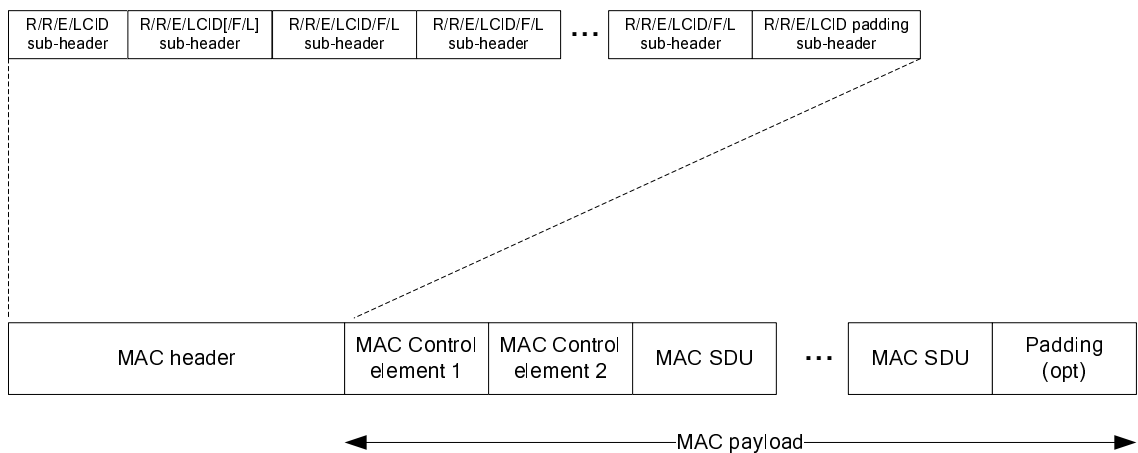 R/R/E/LCID
sub-header
R/R/E/LCID[/F/L]
sub-header
R/R/E/LCID/F/L
sub-header
R/R/E/LCID/F/L
sub-header
...
R/R/E/LCID/F/L
sub-header
R/R/E/LCID padding
sub-header
MAC header
MAC Control
element 1
MAC Control
element 2
MAC SDU
...
MAC SDU
Padding
(opt)
MAC payload